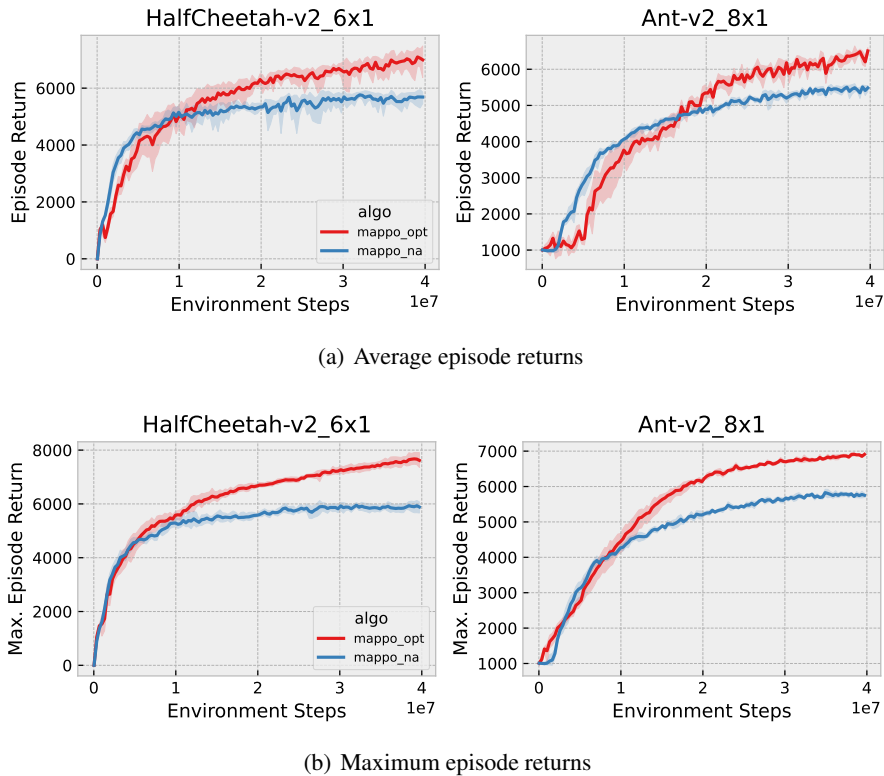 HalfCheetah-v2_6x1
Ant-v2_8x1
Episode Return
6000
4000
2000
0
algo
mappo_opt
mappo_na
0
1
2
3
4
Environment Steps
1e7
Episode Return
6000
5000
4000
3000
2000
1000
0
1
2
3
4
Environment Steps
1e7
(a) Average episode returns
HalfCheetah-v2_6x1
Ant-v2_8x1
Max. Episode Return
8000
6000
4000
2000
0
algo
mappo_opt
mappo_na
0
1
2
3
4
Environment Steps
1e7
Max. Episode Return
7000
6000
5000
4000
3000
2000
1000
0
1
2
3
4
Environment Steps
1e7
(b) Maximum episode returns